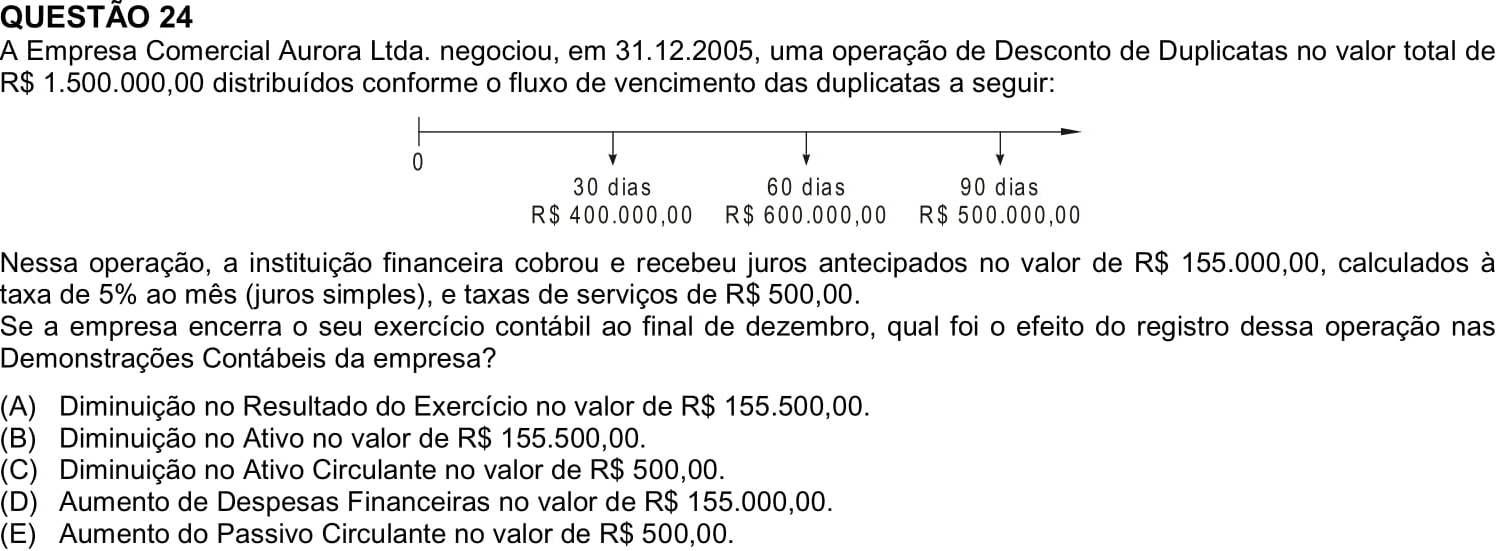 QUESTÃO 24
A Empresa Comercial Aurora Ltda. negociou, em 31.12.2005, uma operação de Desconto de Duplicatas no valor total de
R$ 1.500.000,00 distribuídos conforme o fluxo de vencimento das duplicatas a seguir:
0
30 dias 60 dias 90 dias
R$ 400.000,00 R$ 600.000,00 R$ 500.000,00
Nessa operação, a instituição financeira cobrou e recebeu juros antecipados no valor de R$ 155.000,00, calculados à
taxa de 5% ao mês (juros simples), e taxas de serviços de R$ 500,00.
Se a empresa encerra o seu exercício contábil ao final de dezembro, qual foi o efeito do registro dessa operação nas
Demonstrações Contábeis da empresa?
(A) Diminuição no Resultado do Exercício no valor de R$ 155.500,00.
(B) Diminuição no Ativo no valor de R$ 155.500,00.
(C) Diminuição no Ativo Circulante no valor de R$ 500,00.
(D) Aumento de Despesas Financeiras no valor de R$ 155.000,00.
(E) Aumento do Passivo Circulante no valor de R$ 500,00.